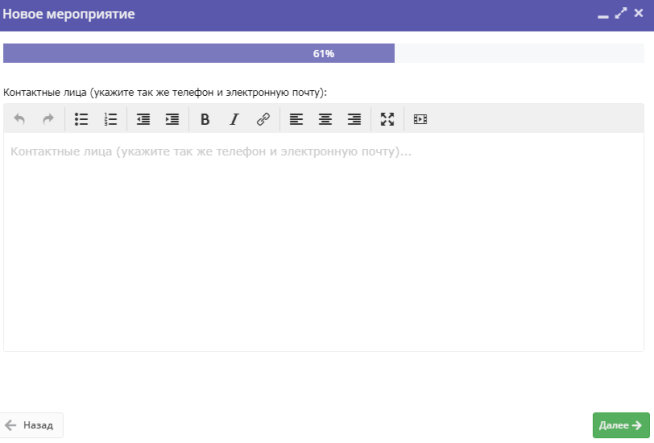 Новое мероприятие
61%
Контактные лица (укажите так же телефон и электронную почту):
B I
Контактные лица (укажите так же телефон и электронную почту)...
Назад
Далее